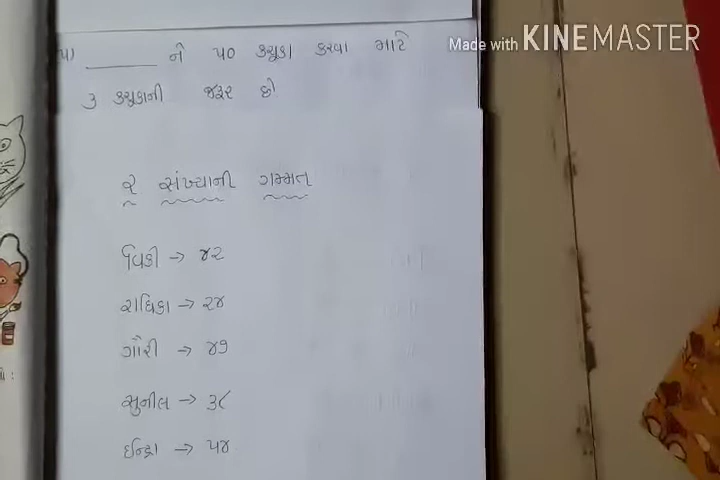 Made with KINEMASTER
૫) ______ ને ૫૦ કચૂકા કરવા માટે
૩ કચૂકાની જરૂર છે.
૨ સંખ્યાની ગમ્મત
વિકી → ૪૨
રાધિકા → ૨૪
ગૌરી → ૪૭
સુનીલ → ૩૮
ઈન્દ્રા → ૫૪